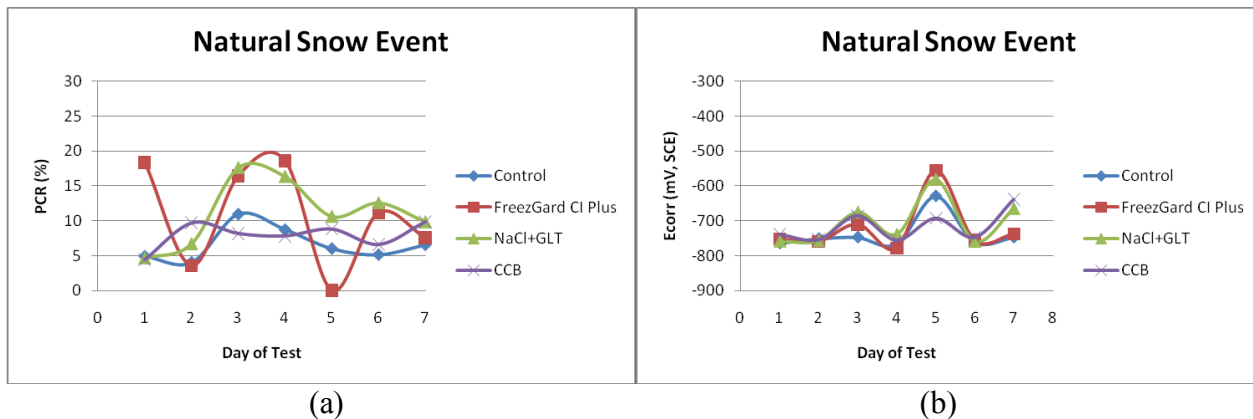 Natural Snow Event
30
25
20
15
10
5
0
PCR (%)
0 1 2 3 4 5 6 7
Day of Test
Control
FreezGard CI Plus
NaCl+GLT
CCB
(a)
Natural Snow Event
-300
-400
-500
-600
-700
-800
-900
Ecorr (mV, SCE)
0 1 2 3 4 5 6 7 8
Day of Test
Control
FreezGard CI Plus
NaCl+GLT
CCB
(b)